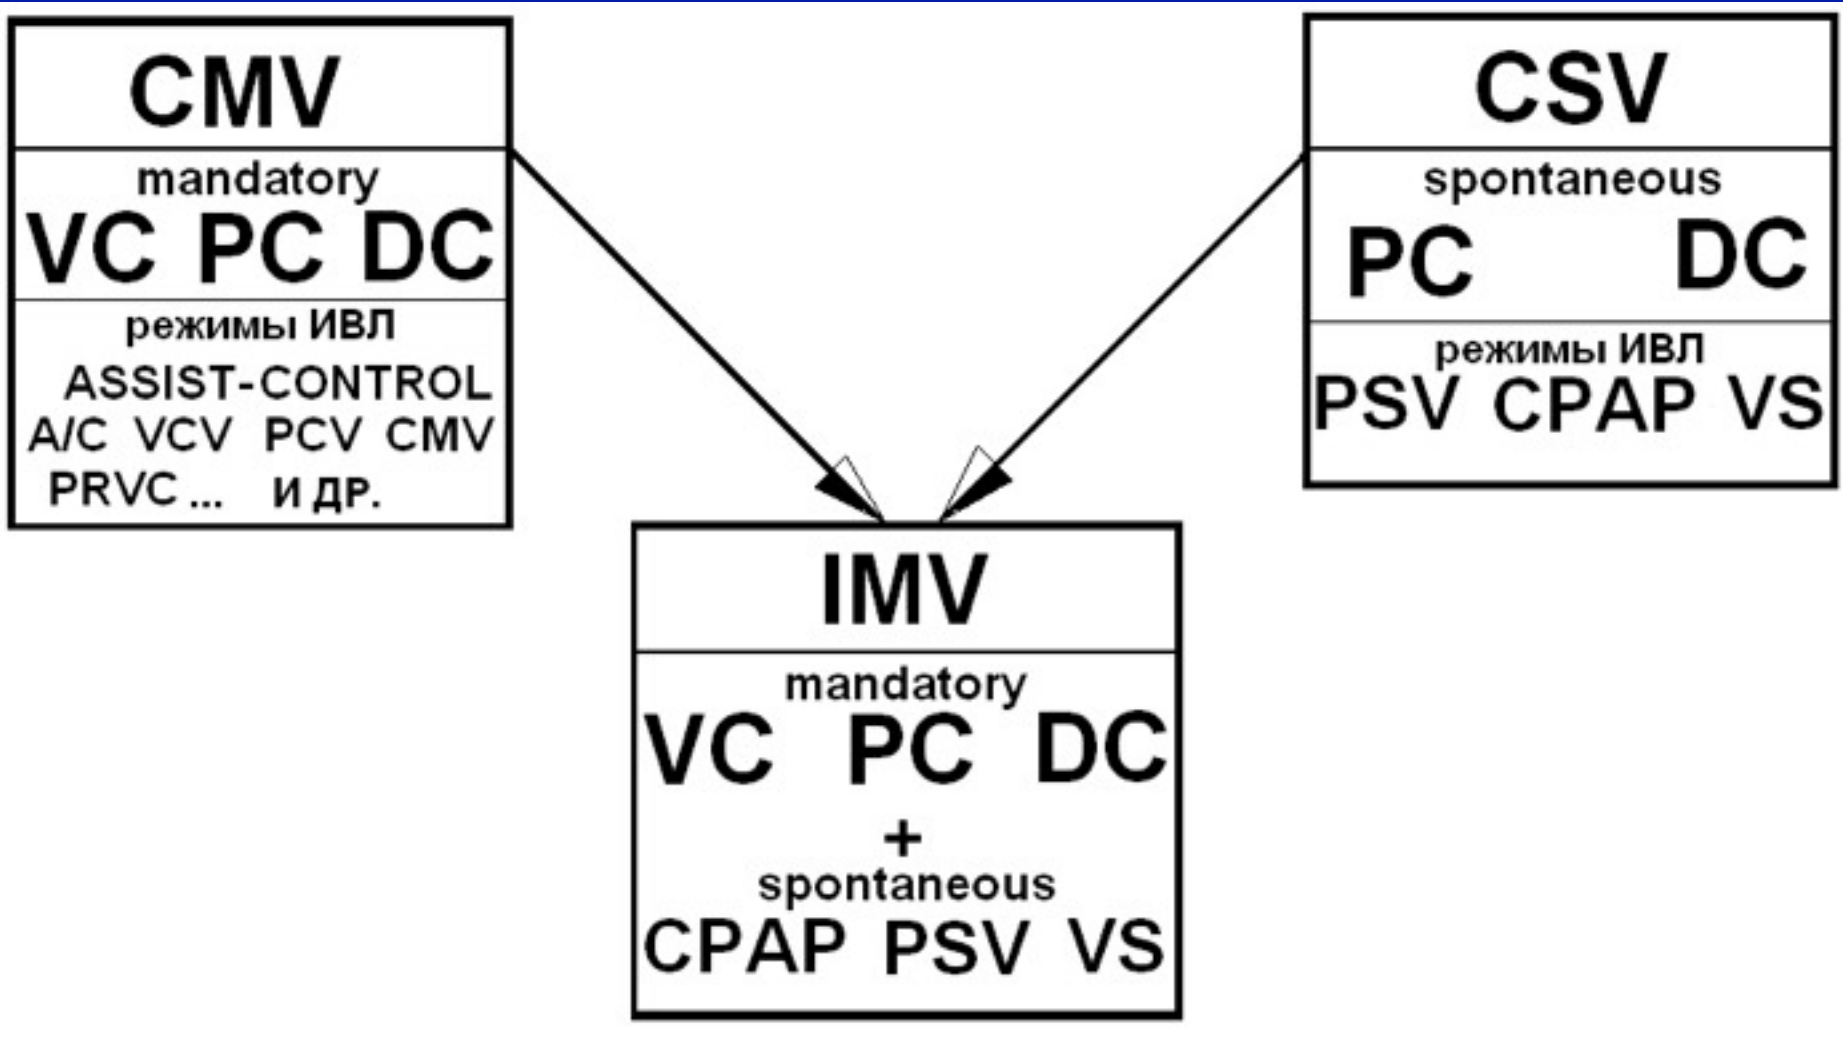 CMV
mandatory
VC PC DC
режимы ИВЛ
ASSIST-CONTROL
A/C VCV PCV CMV
PRVC ... И ДР.
CSV
spontaneous
PC DC
режимы ИВЛ
PSV CPAP VS
IMV
mandatory
VC PC DC
+
spontaneous
CPAP PSV VS